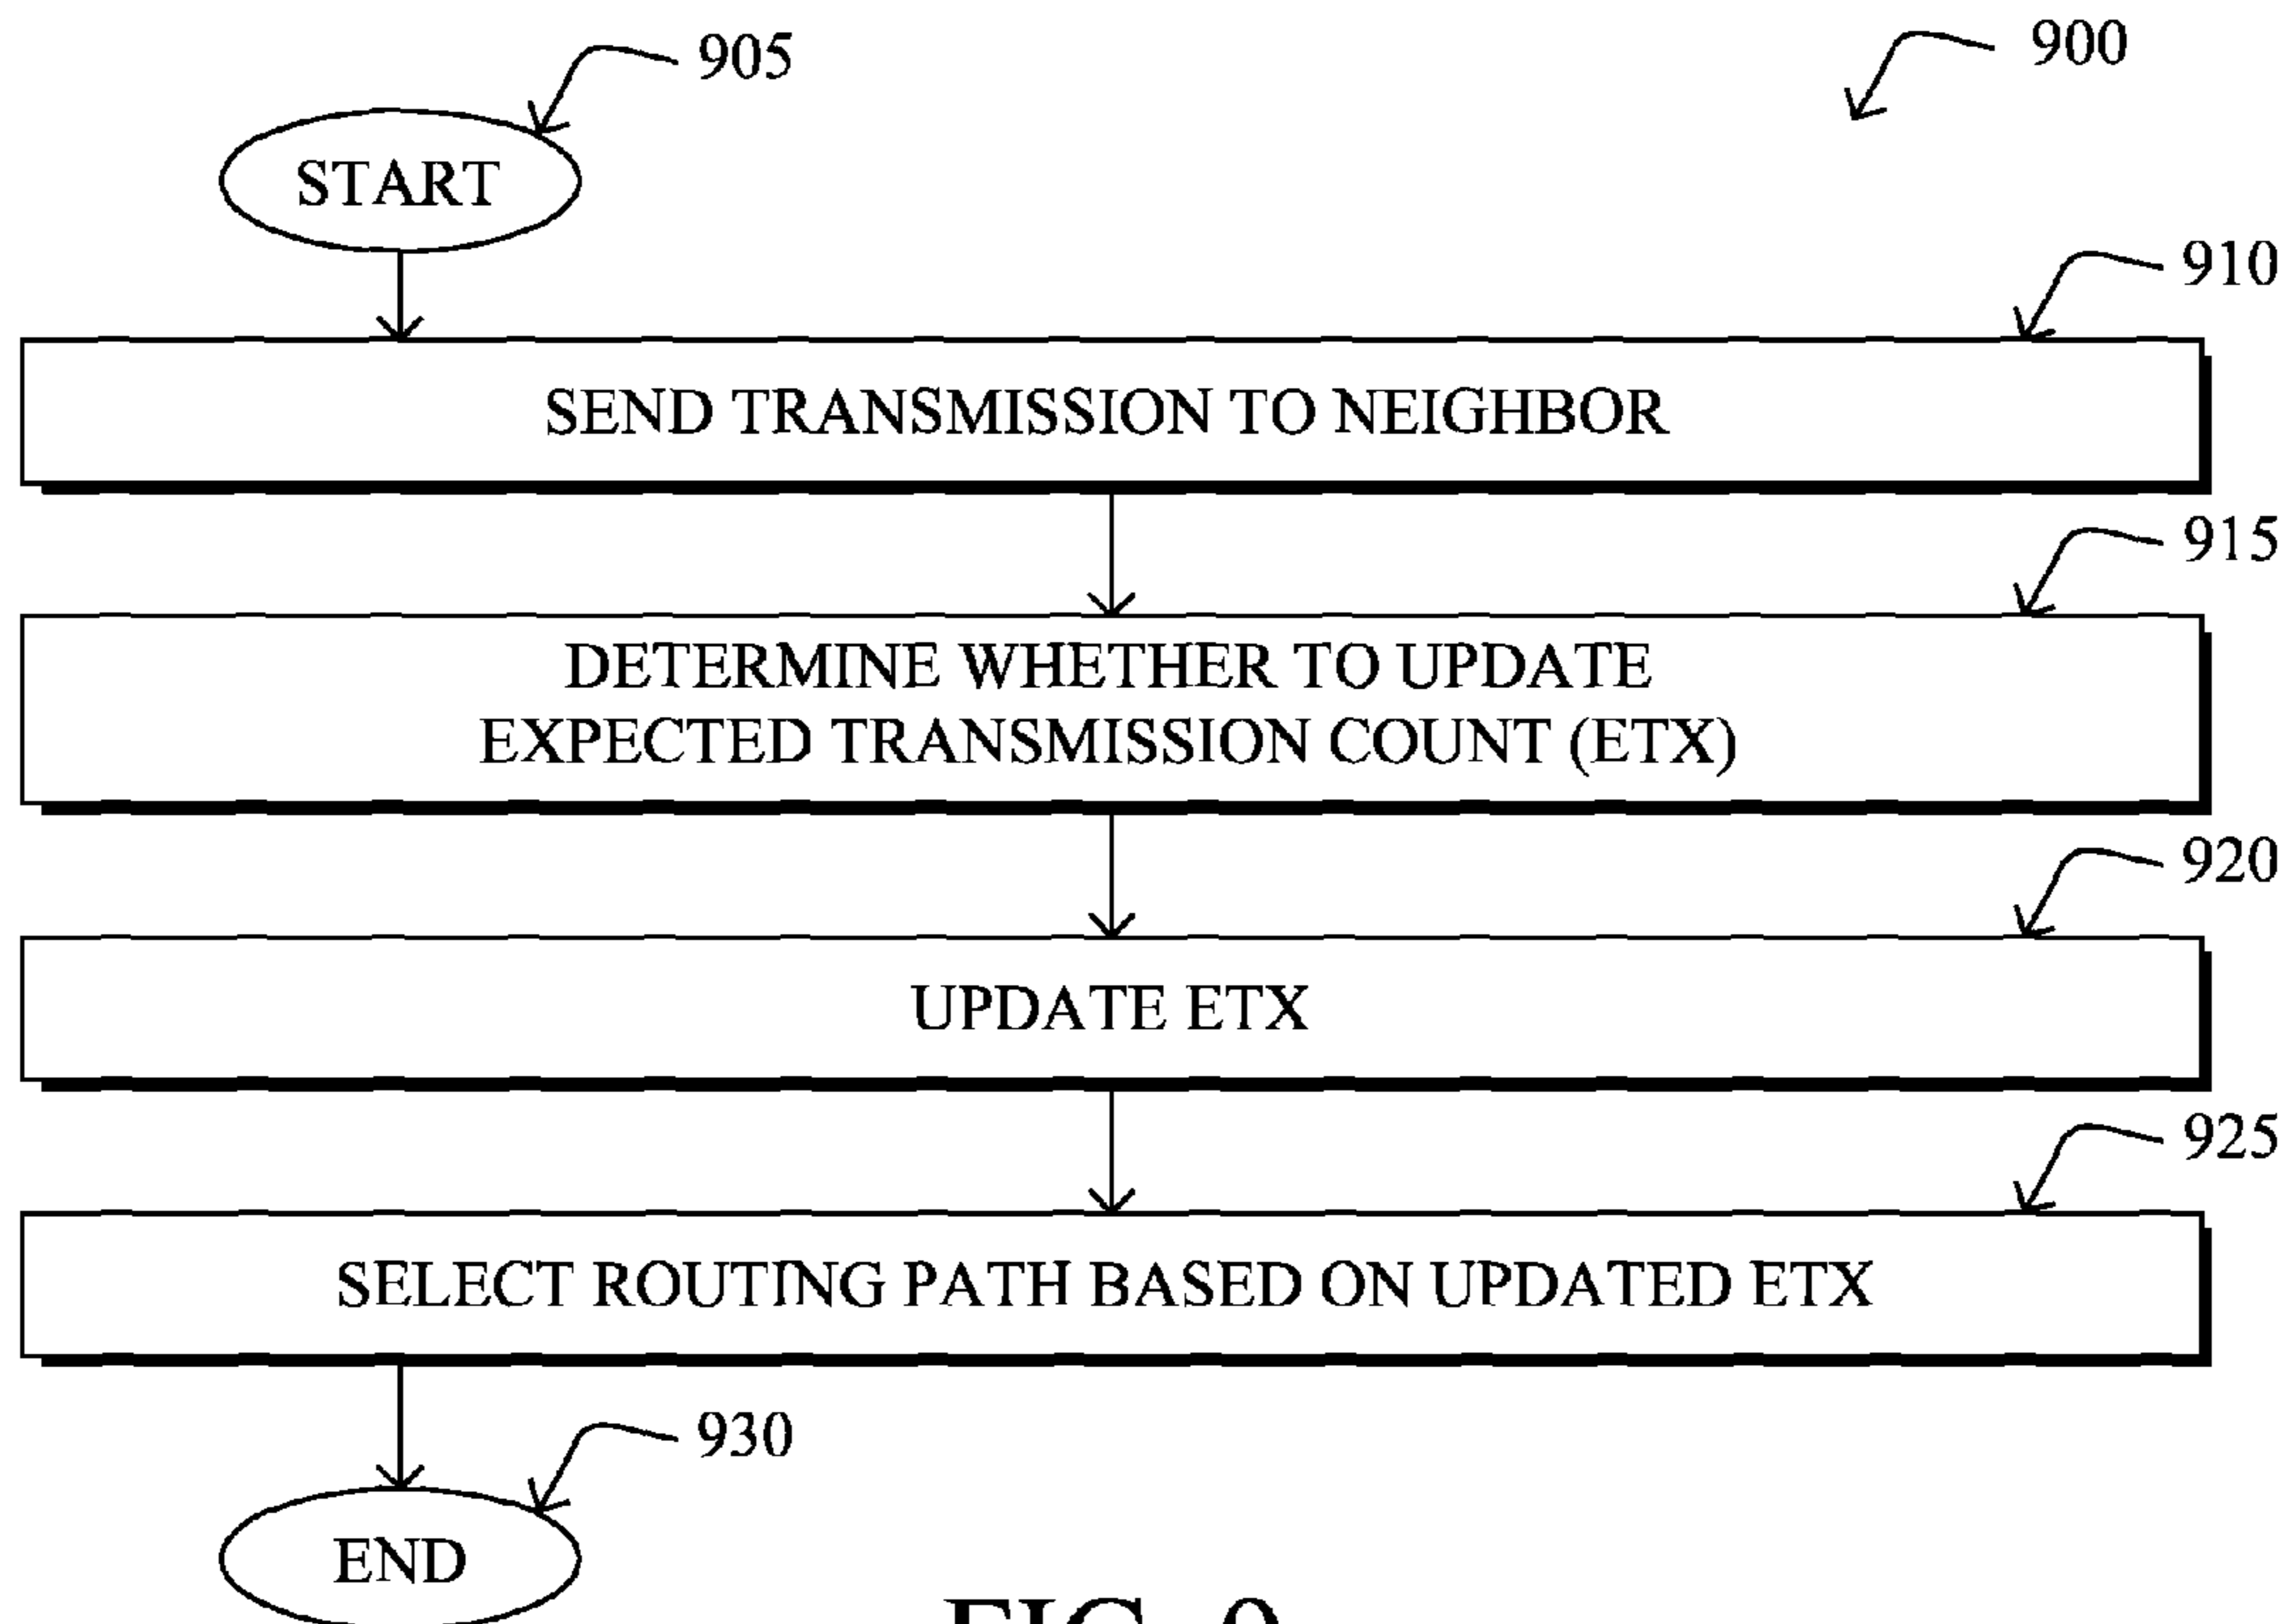 905
900
START
910
SEND TRANSMISSION TO NEIGHBOR
915
DETERMINE WHETHER TO UPDATE
EXPECTED TRANSMISSION COUNT (ETX)
920
UPDATE ETX
925
SELECT ROUTING PATH BASED ON UPDATED ETX
930
END